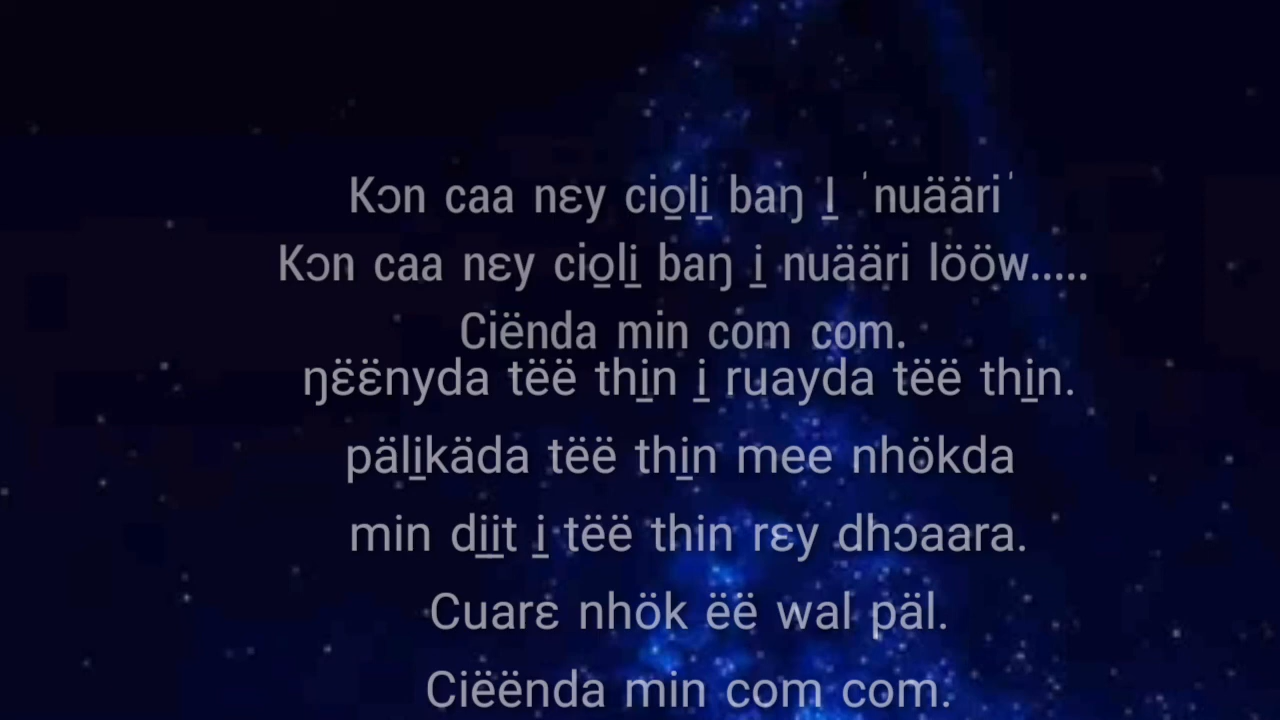 Kɔn caa nɛy cio̱li̱ baŋ I̱ ˈnuääriˈ
Kɔn caa nɛy cio̱li̱ baŋ i̱ nuääri lööw.....
Ciënda min com com.
ŋɛ̈ɛ̈nyda tëë thi̱n i̱ ruayda tëë thi̱n.
päli̱käda tëë thi̱n mee nhökda
min di̱i̱t i̱ tëë thin rɛy dhɔaara.
Cuarɛ nhök ëë wal päl.
Ciëënda min com com.